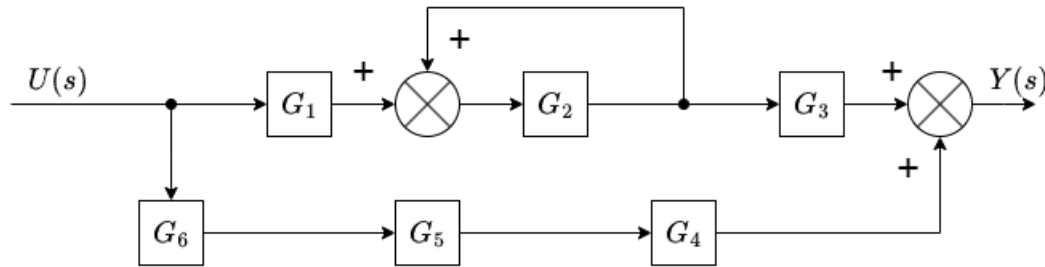 +
U(s) + + Y(s)
G₁ G₂ G₃
+
G₆ G₅ G₄